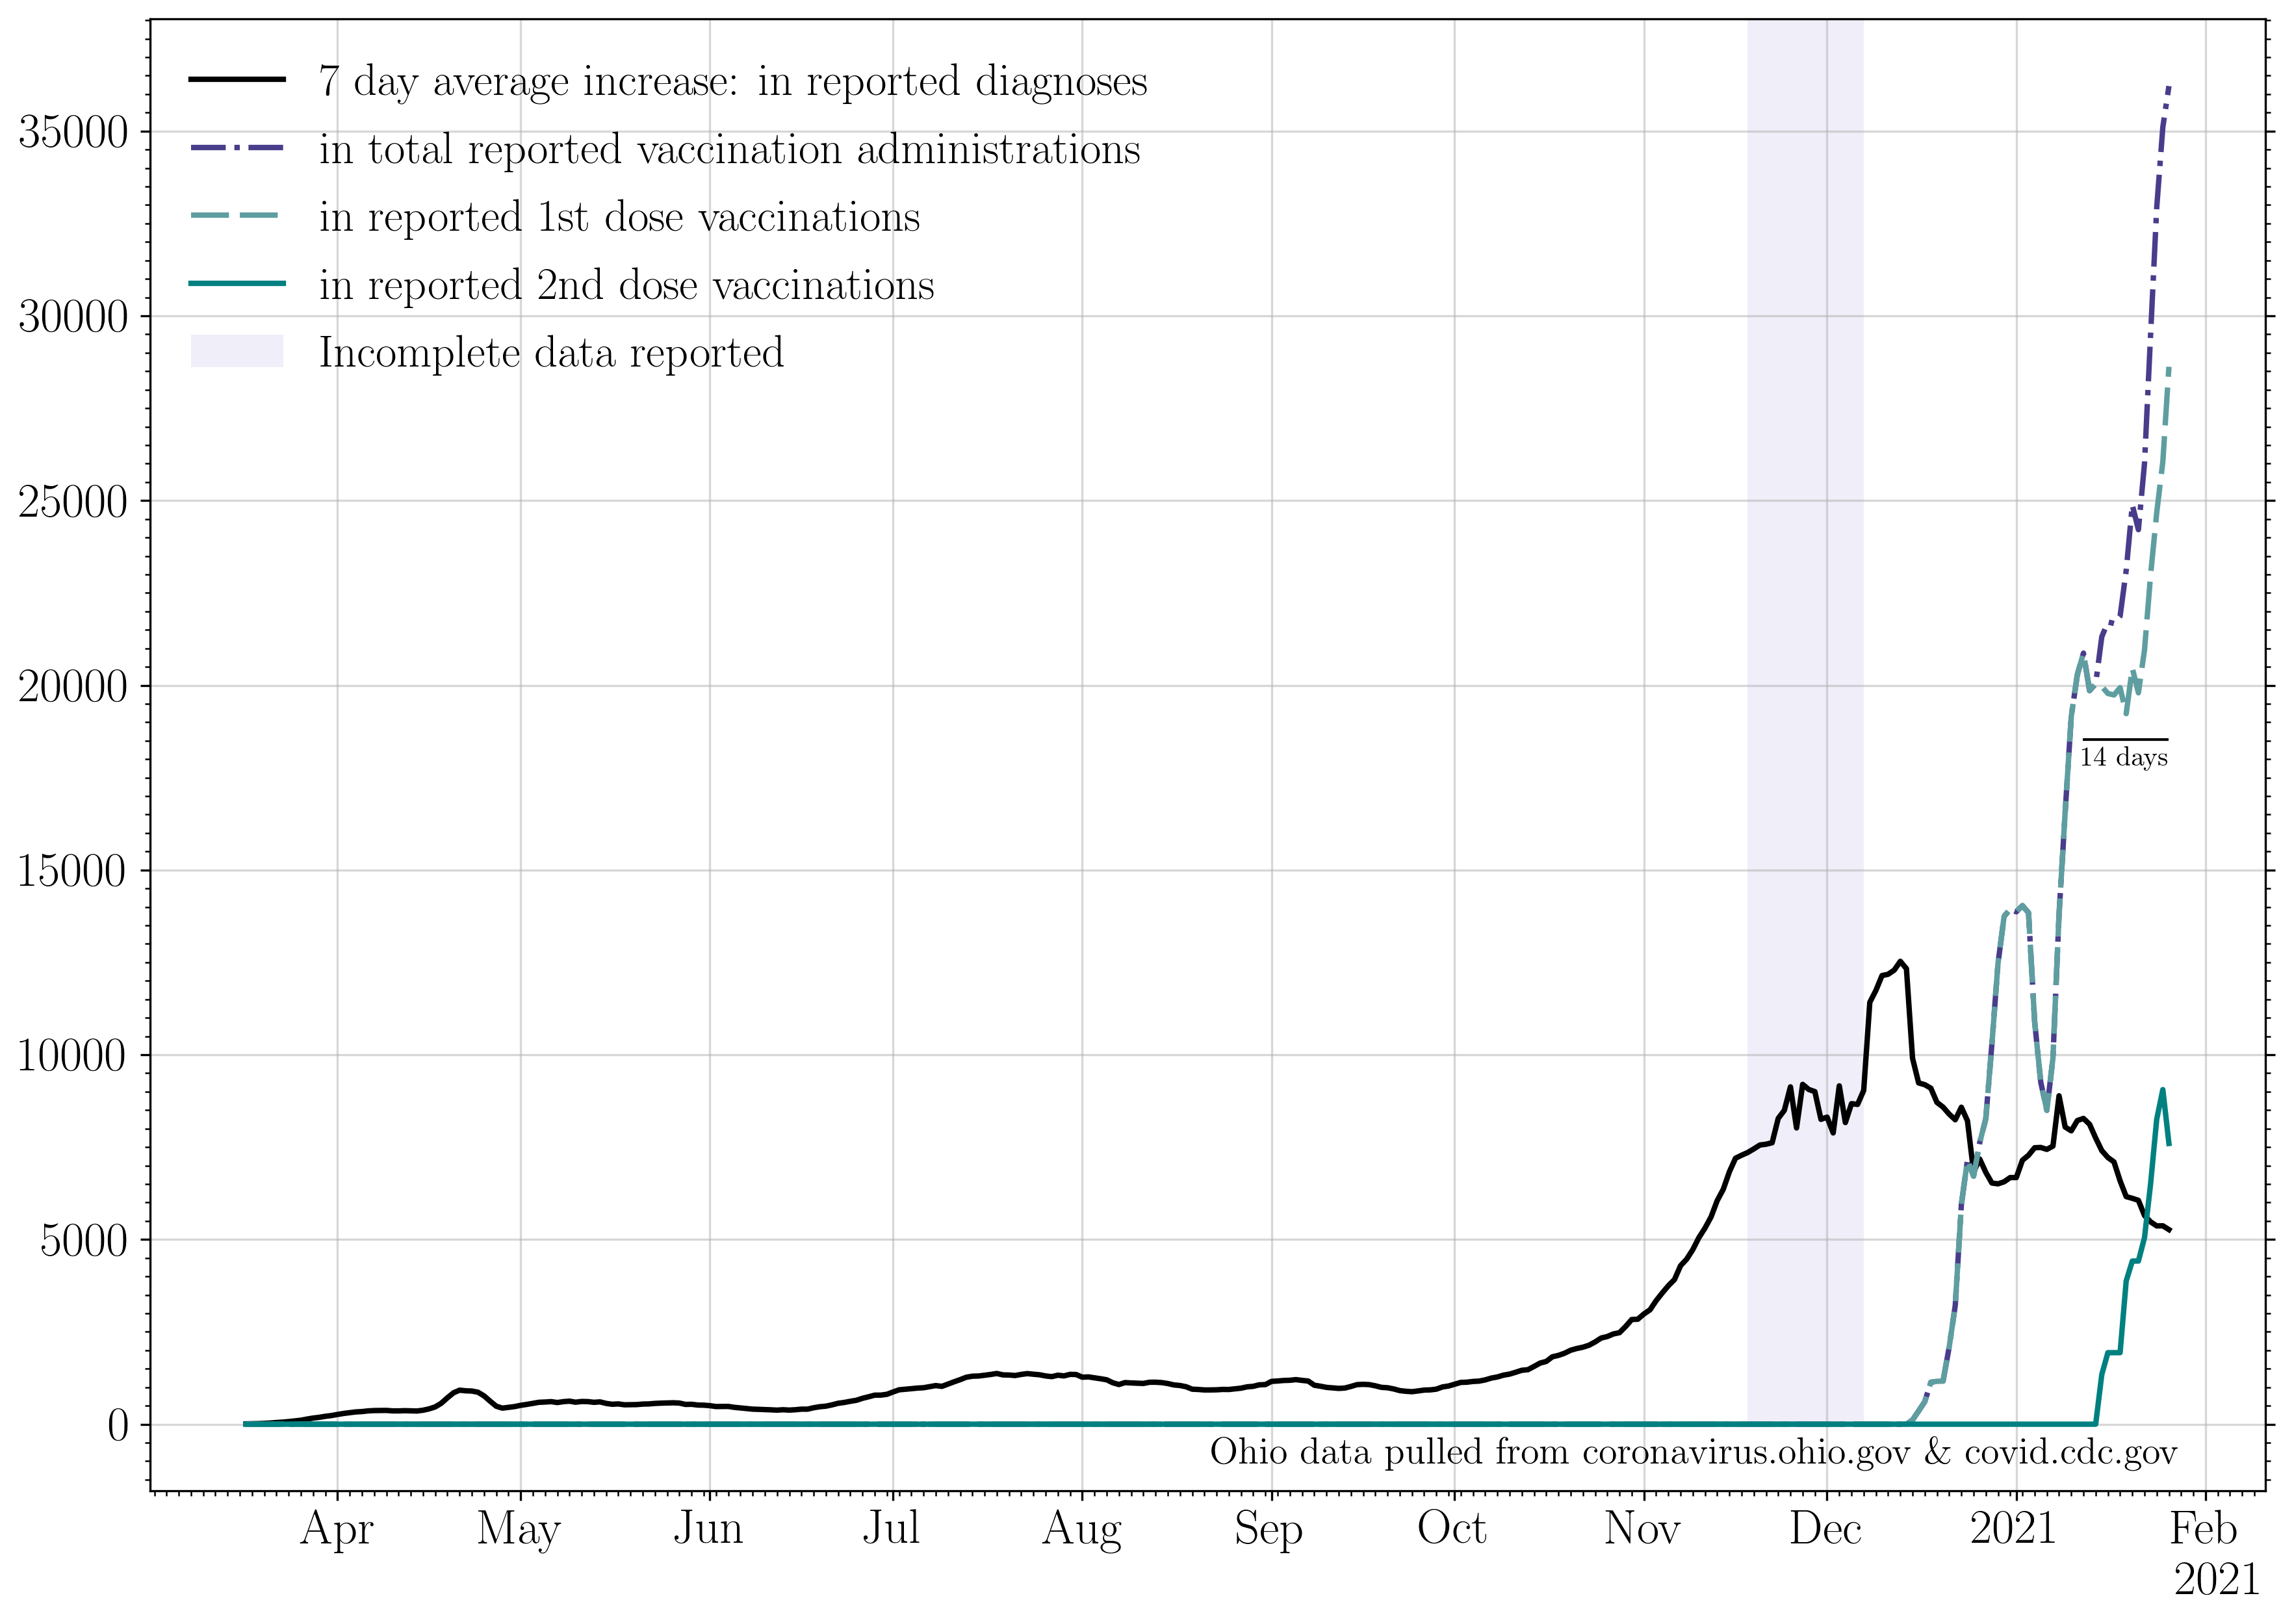 7 day average increase: in reported diagnoses
in total reported vaccination administrations
in reported 1st dose vaccinations
in reported 2nd dose vaccinations
Incomplete data reported
35000
30000
25000
20000
15000
10000
5000
0
14 days
Ohio data pulled from coronavirus.ohio.gov & covid.cdc.gov
Apr May Jun Jul Aug Sep Oct Nov Dec 2021 Feb
2021